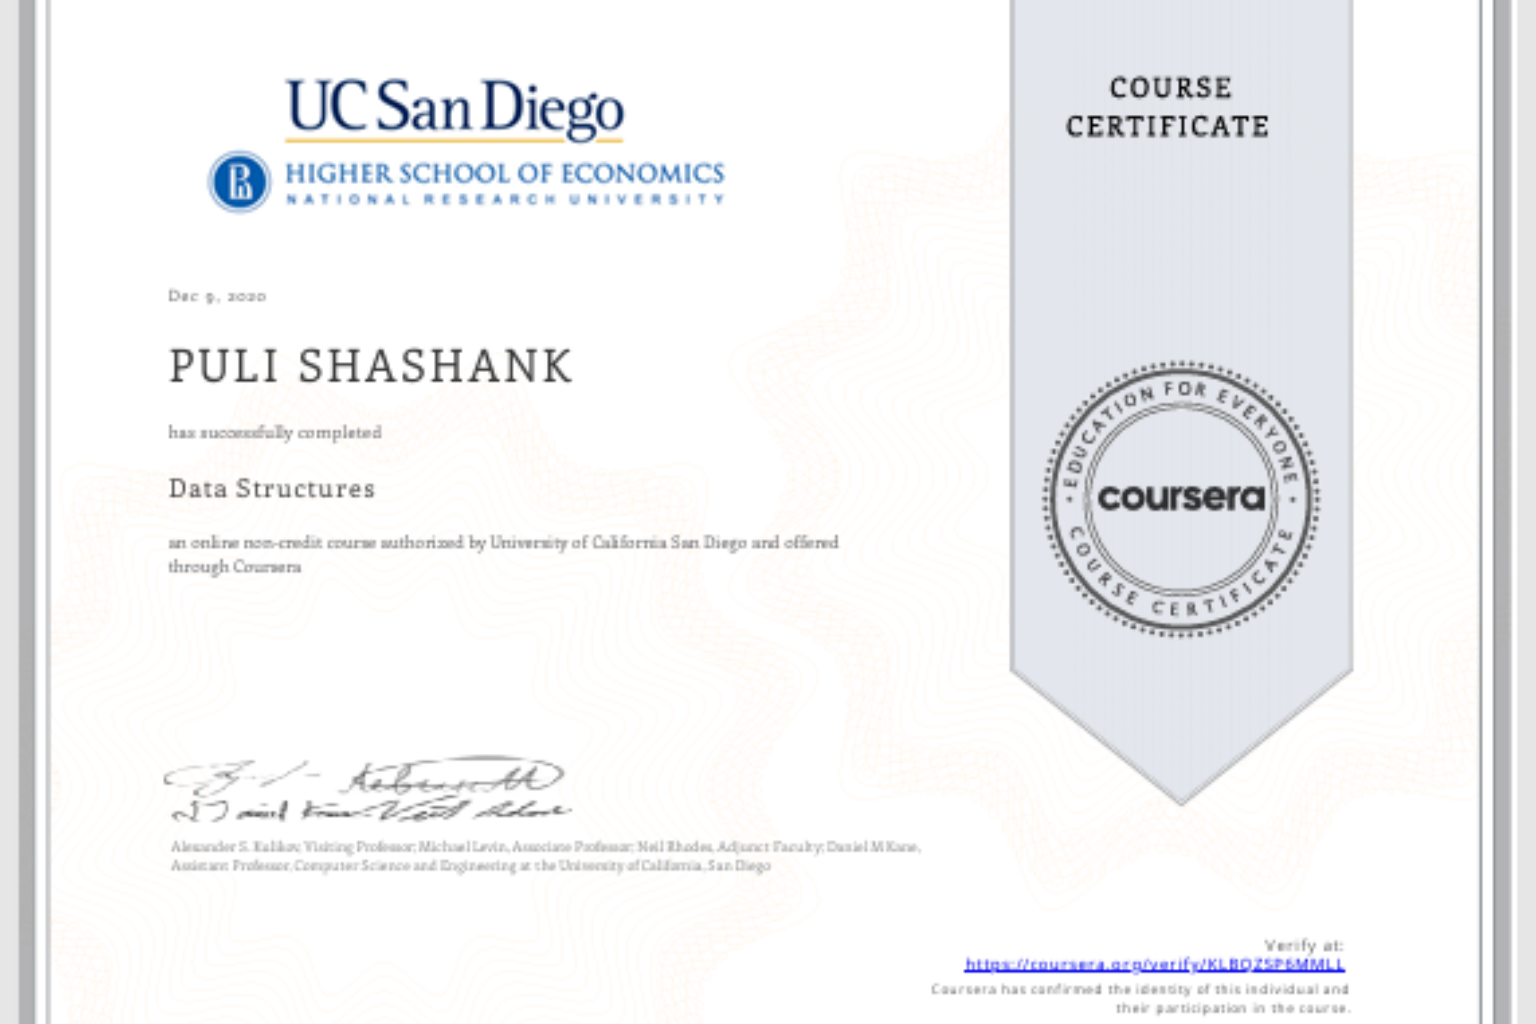 UC San Diego
HIGHER SCHOOL OF ECONOMICS
NATIONAL RESEARCH UNIVERSITY
COURSE
CERTIFICATE
Dec 9, 2020
PULI SHASHANK
has successfully completed
Data Structures
an online non-credit course authorized by University of California San Diego and offered
through Coursera
EDUCATION FOR EVERYONE
coursera
COURSE CERTIFICATE
Alexander S. Kulikov, Visiting Professor; Michael Levin, Associate Professor; Neil Rhodes, Adjunct Faculty; Daniel M Kane,
Assistant Professor, Computer Science and Engineering at the University of California, San Diego
Verify at:
https://coursera.org/verify/KLBQZSP6MMLL
Coursera has confirmed the identity of this individual and
their participation in the course.